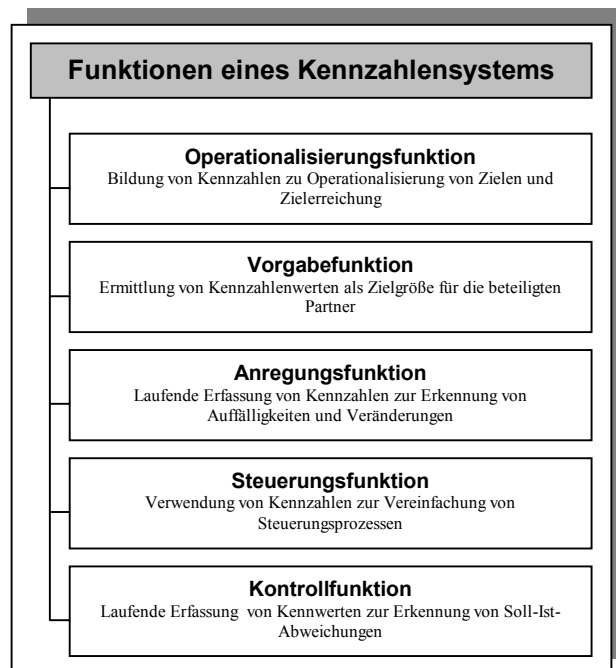 Funktionen eines Kennzahlensystems
Operationalisierungsfunktion
Bildung von Kennzahlen zu Operationalisierung von Zielen und
Zielerreichung
Vorgabefunktion
Ermittlung von Kennzahlenwerten als Zielgröße für die beteiligten
Partner
Anregungsfunktion
Laufende Erfassung von Kennzahlen zur Erkennung von
Auffälligkeiten und Veränderungen
Steuerungsfunktion
Verwendung von Kennzahlen zur Vereinfachung von
Steuerungsprozessen
Kontrollfunktion
Laufende Erfassung von Kennwerten zur Erkennung von Soll-Ist-
Abweichungen